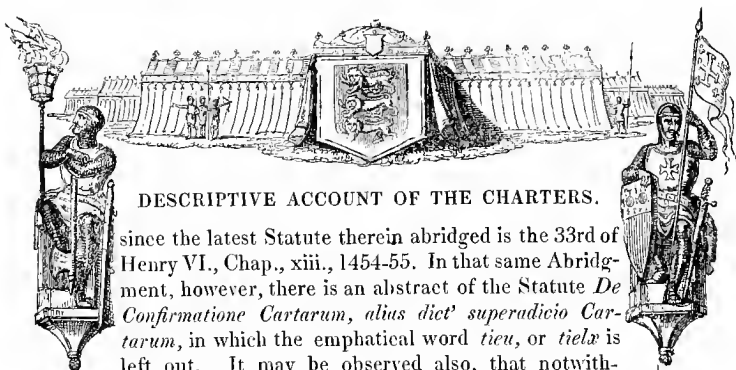 DESCRIPTIVE ACCOUNT OF THE CHARTERS.
since the latest Statute therein abridged is the 33rd of
Henry VI., Chap., xiii., 1454-55. In that same Abridg-
ment, however, there is an abstract of the Statute De
Confirmatione Cartarum, alias dict' superadicio Car-
tarum, in which the emphatical word tieu, or tielx is
left out. It may be observed also, that notwith-